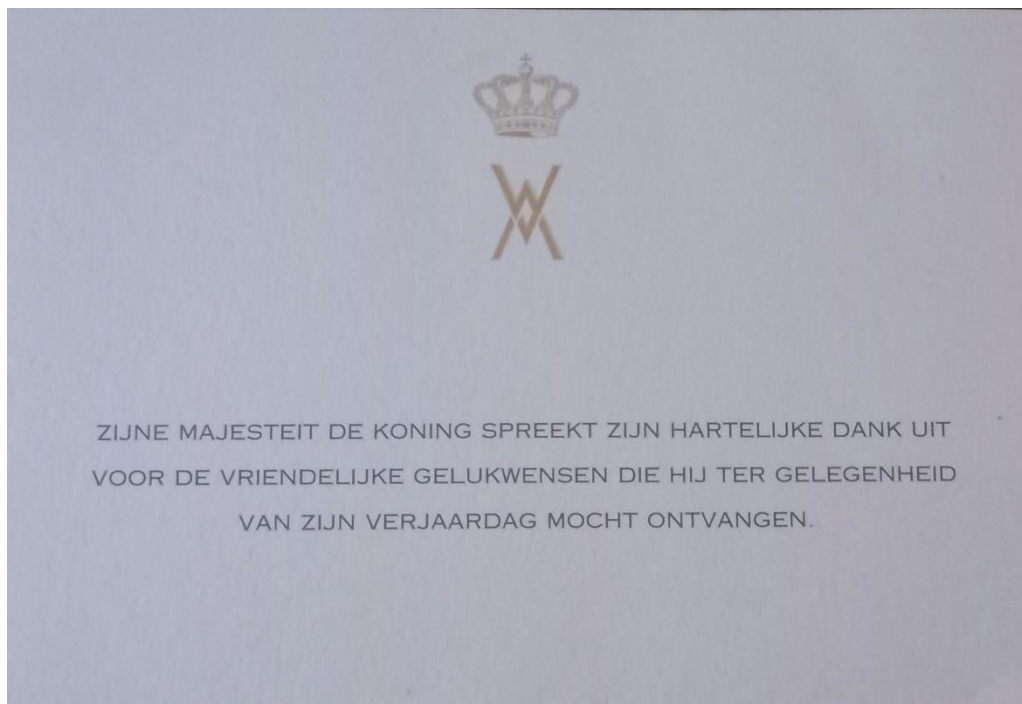 WA
ZIJNE MAJESTEIT DE KONING SPREEKT ZIJN HARTELIJKE DANK UIT
VOOR DE VRIENDELIJKE GELUKWENSEN DIE HIJ TER GELEGENHEID
VAN ZIJN VERJAARDAG MOCHT ONTVANGEN.